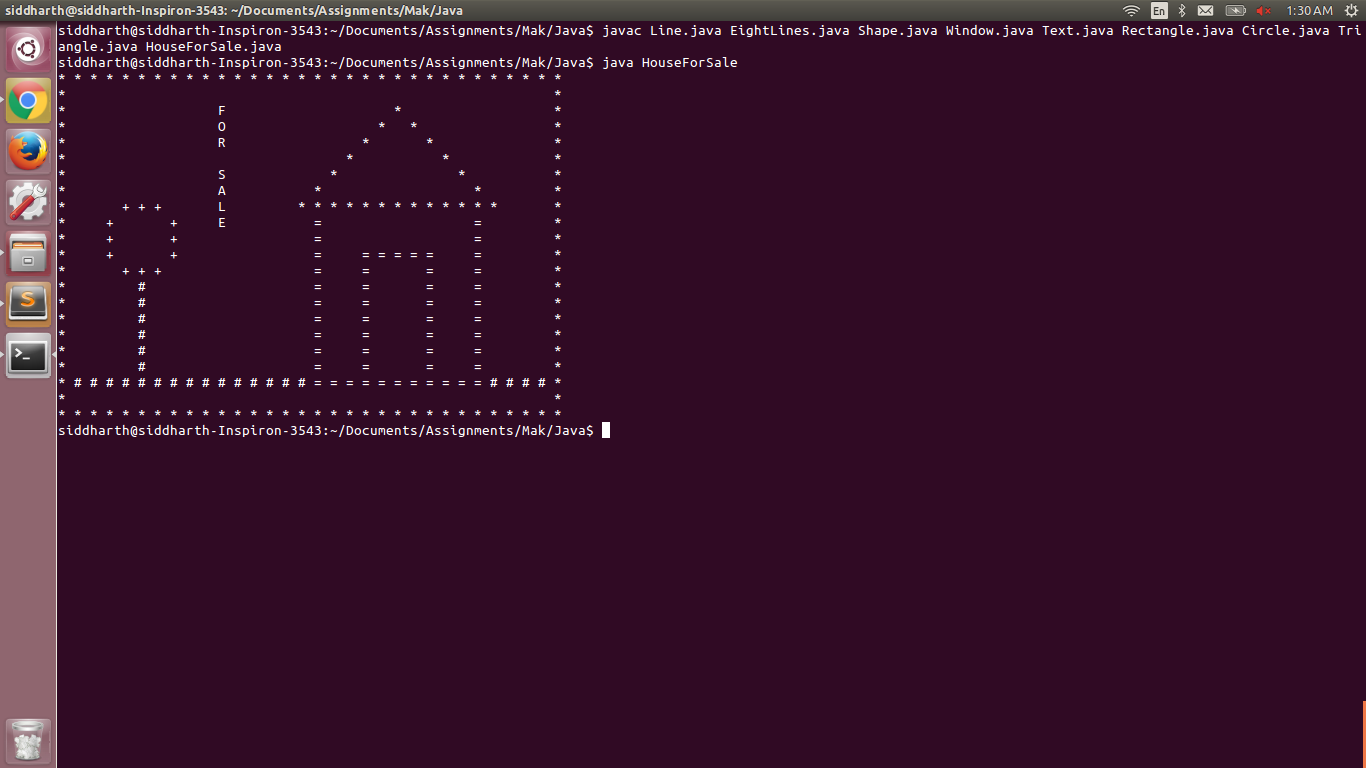 siddharth@siddharth-Inspiron-3543: ~/Documents/Assignments/Mak/Java
En
1:30 AM
siddharth@siddharth-Inspiron-3543:~/Documents/Assignments/Mak/Java$ javac Line.java EightLines.java Shape.java Window.java Text.java Rectangle.java Circle.java Tri
angle.java HouseForSale.java
siddharth@siddharth-Inspiron-3543:~/Documents/Assignments/Mak/Java$ java HouseForSale
* * * * * * * * * * * * * * * * * * * * * * * * * * * * * * * *
*                                                             *
*                   F                     *                   *
*                   O                   *   *                 *
*                   R                 *       *               *
*                                   *           *             *
*                   S             *               *           *
*                   A           *                   *         *
*       + + +       L         * * * * * * * * * * * * *       *
*     +       +     E           =                   =         *
*     +       +                 =                   =         *
*     +       +                 =     = = = = =     =         *
*       + + +                   =     =       =     =         *
*         #                     =     =       =     =         *
*         #                     =     =       =     =         *
*         #                     =     =       =     =         *
*         #                     =     =       =     =         *
*         #                     =     =       =     =         *
*         #                     =     =       =     =         *
* # # # # # # # # # # # # # # # = = = = = = = = = = = # # # # *
*                                                             *
* * * * * * * * * * * * * * * * * * * * * * * * * * * * * * * *
siddharth@siddharth-Inspiron-3543:~/Documents/Assignments/Mak/Java$